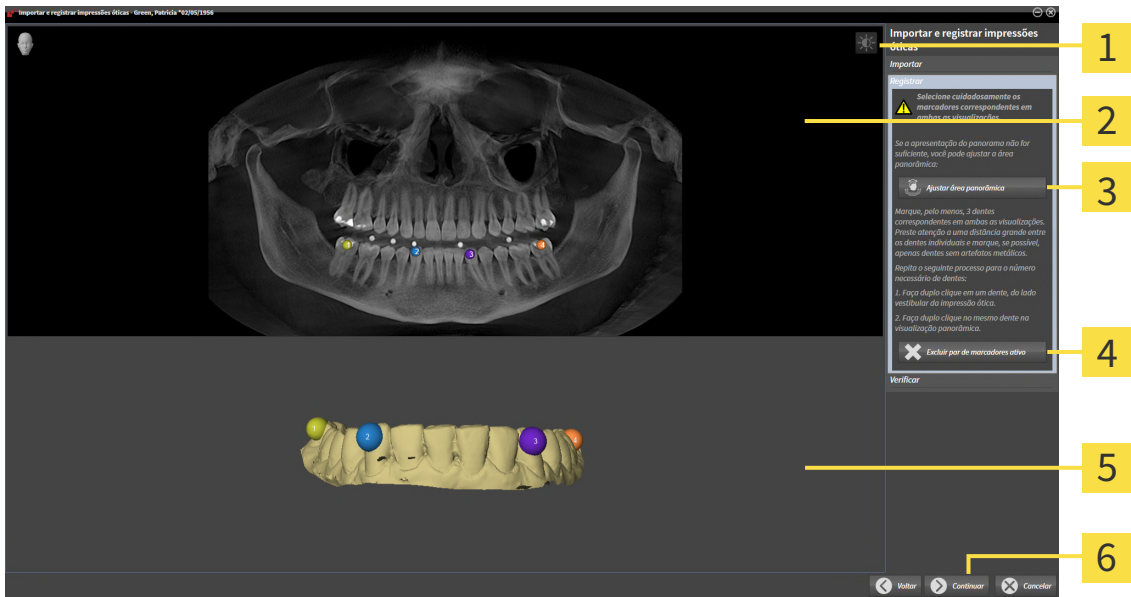 Importar e registrar impressões óticas - Green, Patricia *02/05/1956
Importar e registrar impressões
óticas
Importar
Registrar
Selecione cuidadosamente os
marcadores correspondentes em
ambas as visualizações
Se a apresentação do panorama não for
suficiente, você pode ajustar a área
panorâmica:
Ajustar área panorâmica
Marque, pelo menos, 3 dentes
correspondentes em ambas as visualizações.
Preste atenção a uma distância grande entre
os dentes individuais e marque, se possível,
apenas dentes sem artefatos metálicos.
Repita o seguinte processo para o número
necessário de dentes:
1. Faça duplo clique em um dente, do lado
vestibular da impressão ótica.
2. Faça duplo clique no mesmo dente na
visualização panorâmica.
Excluir par de marcadores ativo
Verificar
1
2
3
4
1
2
3
4
Voltar
Continuar
Cancelar
1
2
3
4
5
6